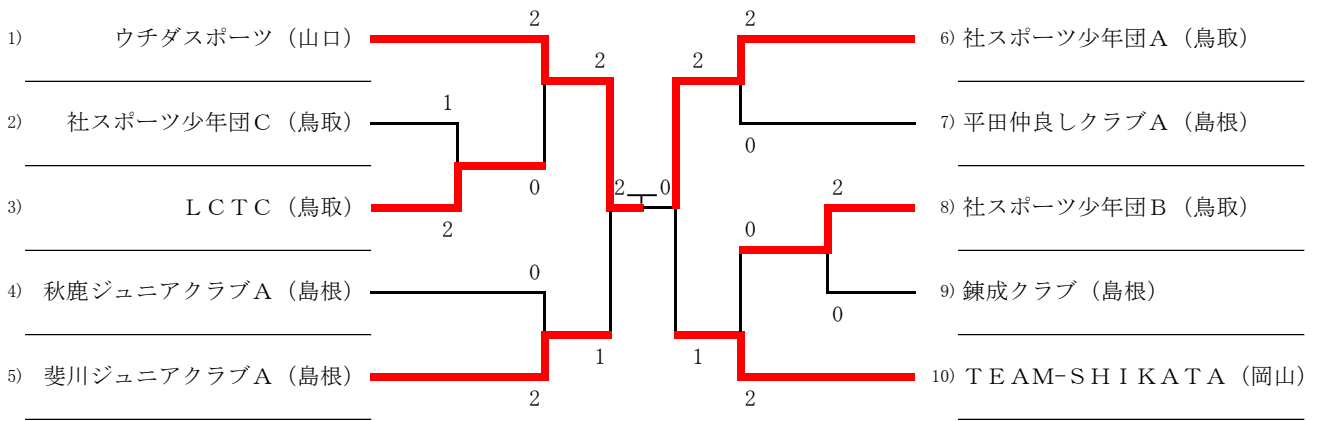 2 2
1) ウチダスポーツ（山口） 6) 社スポーツ少年団Ａ（鳥取）
2 2
1
2) 社スポーツ少年団Ｃ（鳥取） 7) 平田仲良しクラブＡ（島根）
0
0 2 0 2
3) ＬＣＴＣ（鳥取） 8) 社スポーツ少年団Ｂ（鳥取）
2 0
0
4) 秋鹿ジュニアクラブＡ（島根） 9) 錬成クラブ（島根）
0
1 1
5) 斐川ジュニアクラブＡ（島根） 10) ＴＥＡＭ-ＳＨＩＫＡＴＡ（岡山）
2 2